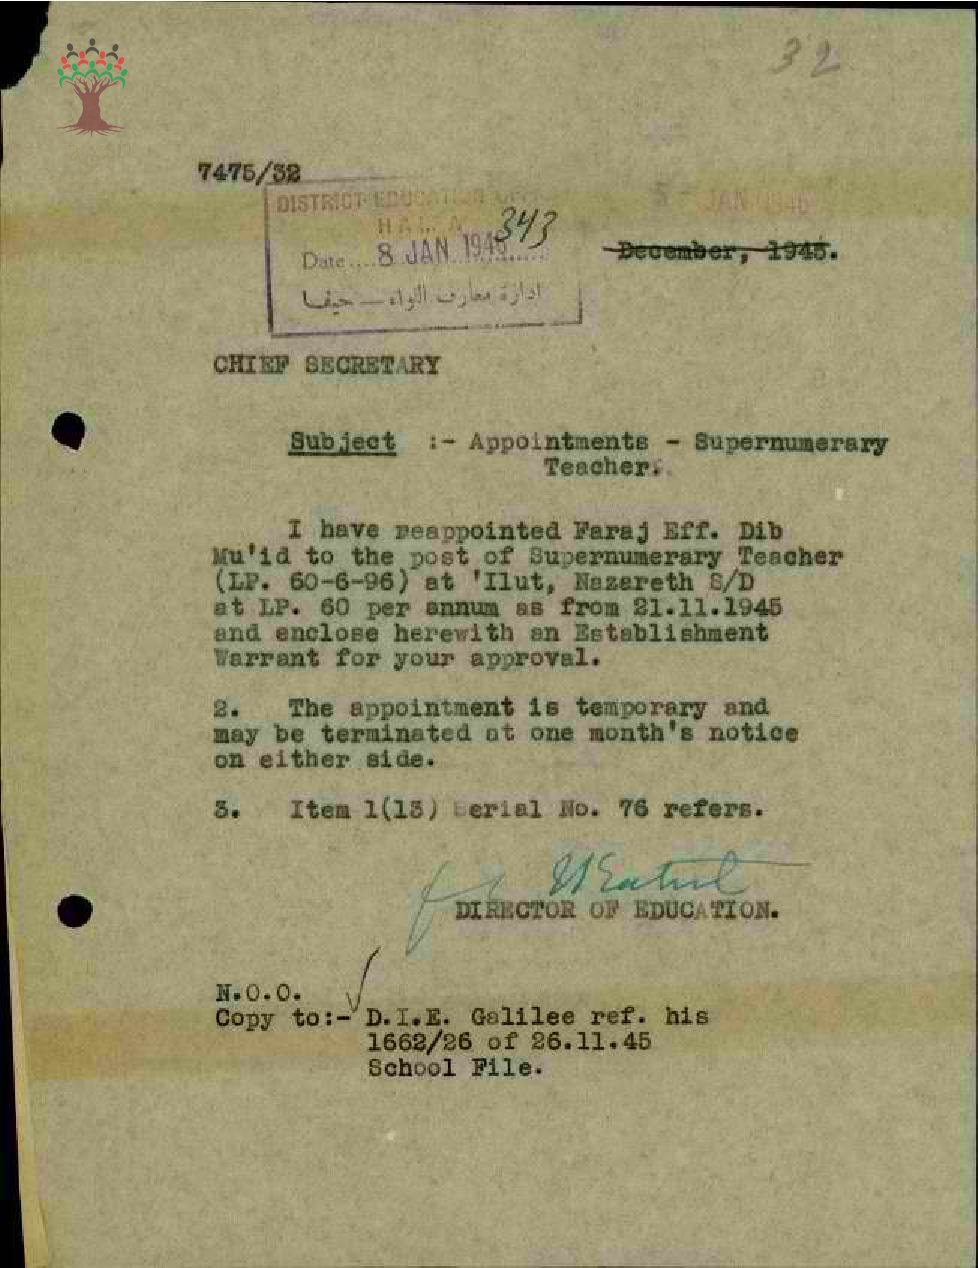 32
7475/32
DISTRICT EDUCATION OFFICE
HAIFA
343
Date....8 JAN 1946
ادارة معارف اللواء – حيفا
5 JAN 1946
December, 1945.
CHIEF SECRETARY
Subject :- Appointments - Supernumerary
Teacher.
I have reappointed Faraj Eff. Dib
Mu'id to the post of Supernumerary Teacher
(LP. 60-6-96) at 'Ilut, Nazareth S/D
at LP. 60 per annum as from 21.11.1945
and enclose herewith an Establishment
Warrant for your approval.
2. The appointment is temporary and
may be terminated at one month's notice
on either side.
3. Item 1(13) Serial No. 76 refers.
DIRECTOR OF EDUCATION.
N.O.O.
Copy to:- D.I.E. Galilee ref. his
1662/26 of 26.11.45
School File.